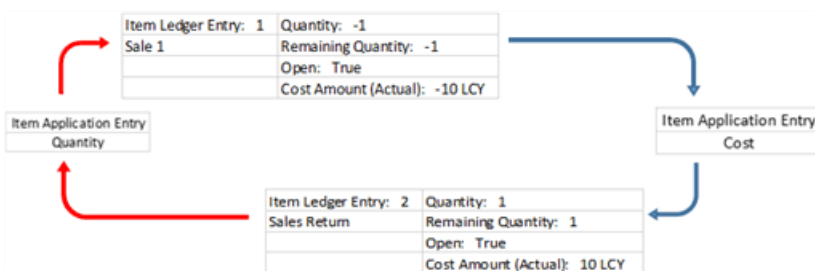 Item Ledger Entry: 1 Quantity: -1
Sale 1 Remaining Quantity: -1
Open: True
Cost Amount (Actual): -10 LCY
Item Application Entry
Quantity
Item Application Entry
Cost
Item Ledger Entry: 2 Quantity: 1
Sales Return Remaining Quantity: 1
Open: True
Cost Amount (Actual): 10 LCY